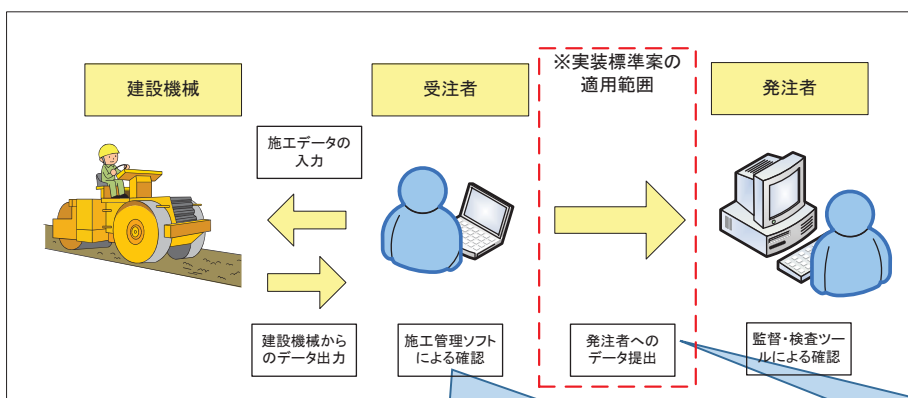 建設機械
受注者
※実装標準案の
適用範囲
発注者
施工データの
入力
建設機械から
のデータ出力
施工管理ソフト
による確認
発注者への
データ提出
監督・検査ツー
ルによる確認